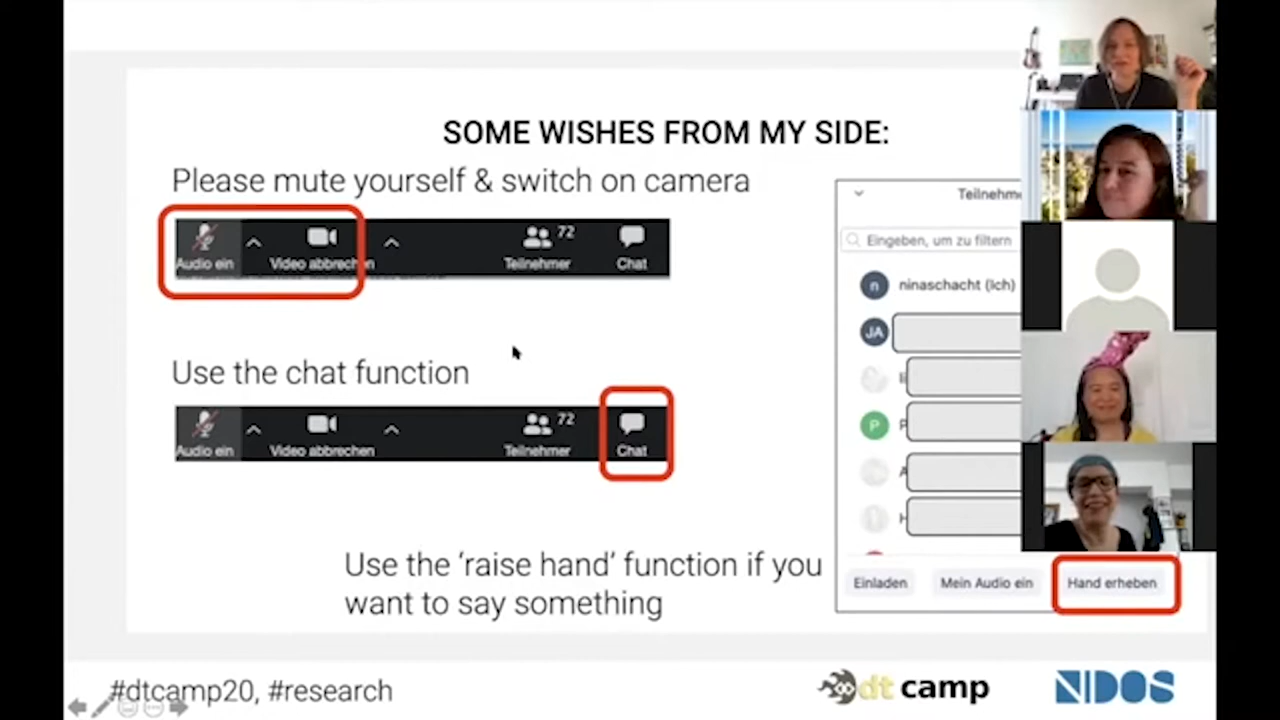 SOME WISHES FROM MY SIDE:
Please mute yourself & switch on camera
Audio ein
Video abbrechen
72
Teilnehmer
Chat
Use the chat function
Audio ein
Video abbrechen
72
Teilnehmer
Chat
Use the ‘raise hand’ function if you
want to say something
Teilnehme
Eingeben, um zu filtern
n
ninaschacht (Ich)
JA
li
P
P
A
H
Einladen
Mein Audio ein
Hand erheben
#dtcamp20, #research
dt camp
NIDOS